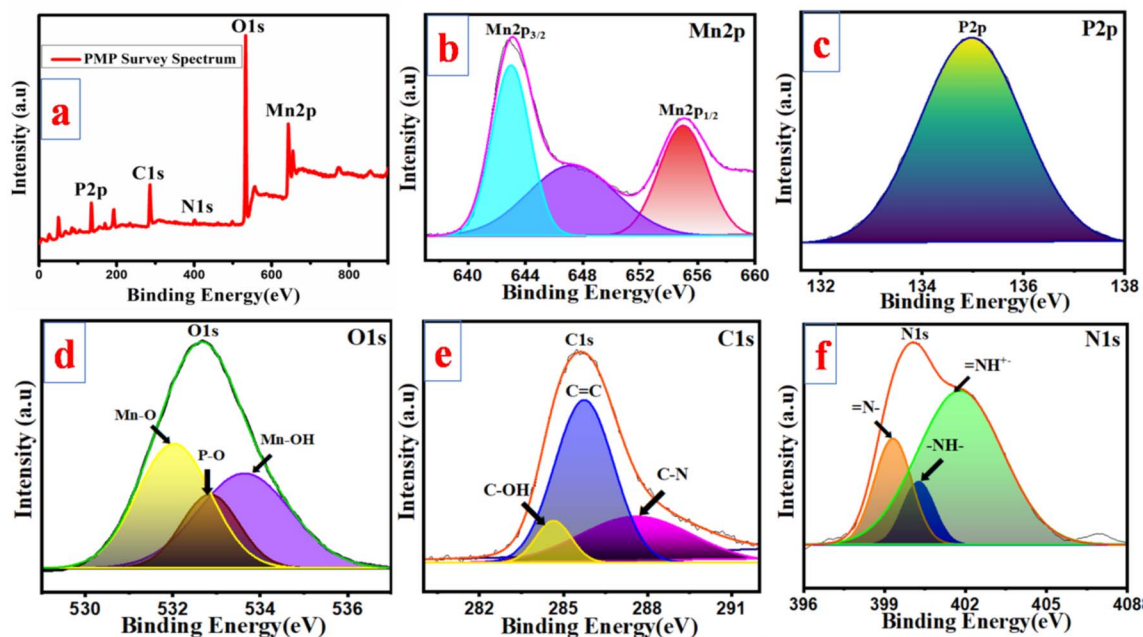 a
PMP Survey Spectrum
O1s
Mn2p
C1s
P2p
N1s
Intensity (a.u)
0 200 400 600 800
Binding Energy(eV)
b
Mn2p3/2
Mn2p
Mn2p1/2
Intensity (a.u)
640 644 648 652 656 660
Binding Energy(eV)
c
P2p
P2p
Intensity (a.u)
132 134 136 138
Binding Energy(eV)
d
O1s
O1s
Mn-O
P-O
Mn-OH
Intensity (a.u)
530 532 534 536
Binding Energy(eV)
e
C1s
C1s
C=C
C-OH
C-N
Intensity (a.u)
282 285 288 291
Binding Energy(eV)
f
N1s
N1s
=NH+-
=N-
-NH-
Intensity (a.u)
396 399 402 405 408
Binding Energy(eV)